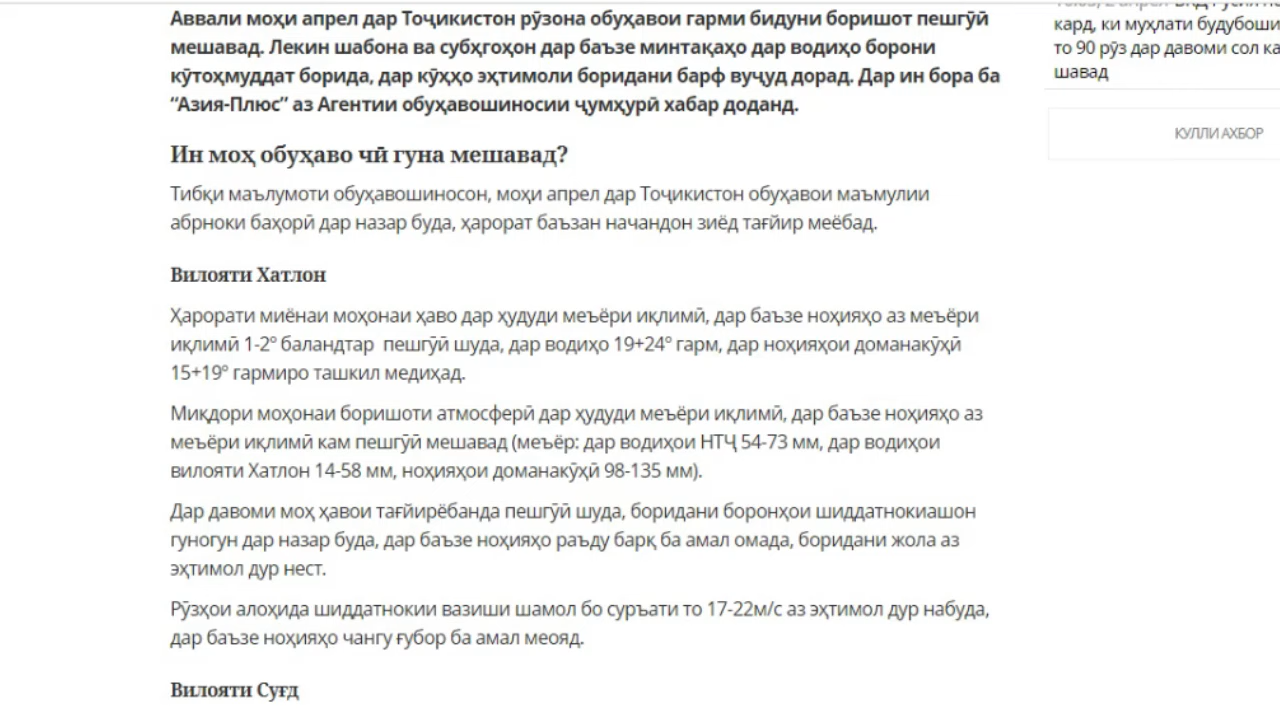 Аввали моҳи апрел дар Тоҷикистон рӯзона обуҳавои гарми бидуни боришот пешгӯӣ
мешавад. Лекин шабона ва субҳгоҳон дар баъзе минтақаҳо дар водиҳо борони
кӯтоҳмуддат борида, дар кӯҳҳо эҳтимоли боридани барф вуҷуд дорад. Дар ин бора ба
“Азия-Плюс” аз Агентии обуҳавошиносии ҷумҳурӣ хабар доданд.
Ин моҳ обуҳаво чӣ гуна мешавад?
Тибқи маълумоти обуҳавошиносон, моҳи апрел дар Тоҷикистон обуҳавои маъмулии
абрноки баҳорӣ дар назар буда, ҳарорат баъзан начандон зиёд тағйир меёбад.
Вилояти Хатлон
Ҳарорати миёнаи моҳонаи ҳаво дар ҳудуди меъёри иқлимӣ, дар баъзе ноҳияҳо аз меъёри
иқлимӣ 1-2° баландтар пешгӯӣ шуда, дар водиҳо 19+24° гарм, дар ноҳияҳои доманакӯҳӣ
15+19° гармиро ташкил медиҳад.
Миқдори моҳонаи боришоти атмосферӣ дар ҳудуди меъёри иқлимӣ, дар баъзе ноҳияҳо аз
меъёри иқлимӣ кам пешгӯӣ мешавад (меъёр: дар водиҳои НТҶ 54-73 мм, дар водиҳои
вилояти Хатлон 14-58 мм, ноҳияҳои доманакӯҳӣ 98-135 мм).
Дар давоми моҳ ҳавои тағйирёбанда пешгӯӣ шуда, боридани боронҳои шиддатнокиашон
гуногун дар назар буда, дар баъзе ноҳияҳо раъду барқ ба амал омада, боридани жола аз
эҳтимол дур нест.
Рӯзҳои алоҳида шиддатнокии вазиши шамол бо суръати то 17-22м/с аз эҳтимол дур набуда,
дар баъзе ноҳияҳо чангу ғубор ба амал меояд.
Вилояти Суғд
кард, ки муҳлати будубоши
то 90 рӯз дар давоми сол ка
шавад
КУЛЛИ АХБОР